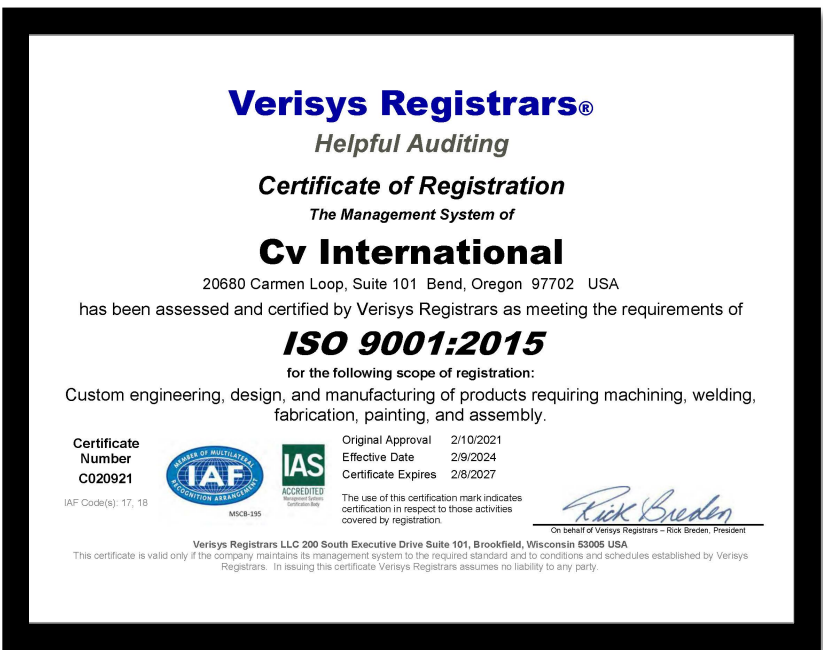 Verisys Registrars®
Helpful Auditing
Certificate of Registration
The Management System of
Cv International
20680 Carmen Loop, Suite 101 Bend, Oregon 97702 USA
has been assessed and certified by Verisys Registrars as meeting the requirements of
ISO 9001:2015
for the following scope of registration:
Custom engineering, design, and manufacturing of products requiring machining, welding,
fabrication, painting, and assembly.
Certificate
Number
C020921
IAF Code(s): 17, 18
MEMBER OF MULTILATERAL
IAF
RECOGNITION ARRANGEMENT
MSCB-195
IAS
ACCREDITED
Management Systems
Certification Body
Original Approval 2/10/2021
Effective Date 2/9/2024
Certificate Expires 2/8/2027
The use of this certification mark indicates
certification in respect to those activities
covered by registration.
Rick Breden
On behalf of Verisys Registrars – Rick Breden, President
Verisys Registrars LLC 200 South Executive Drive Suite 101, Brookfield, Wisconsin 53005 USA
This certificate is valid only if the company maintains its management system to the required standard and to conditions and schedules established by Verisys
Registrars. In issuing this certificate Verisys Registrars assumes no liability to any party.